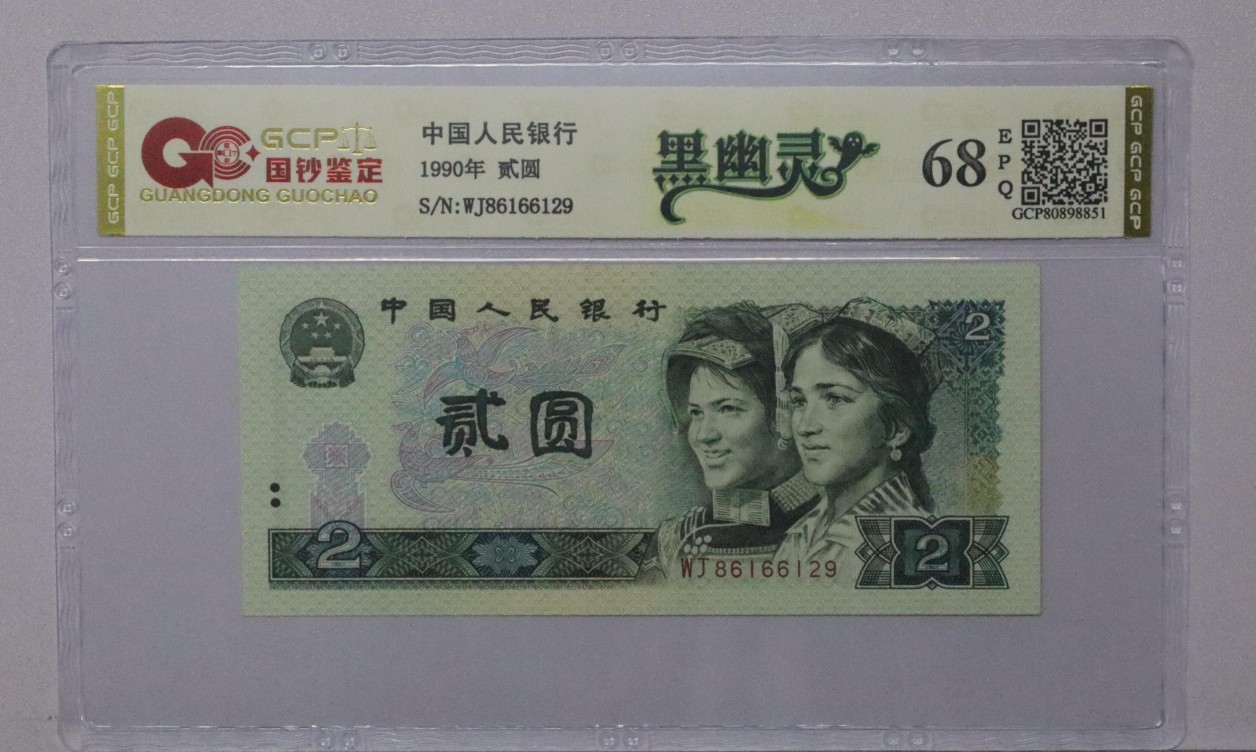 GCP GCP GCP
GCP
国钞鉴定
GUANGDONG GUOCHAO
中国人民银行
1990年 贰圆
S/N:WJ86166129
黑幽灵
68
EPQ
GCP80898851
GCP GCP GCP
中国人民银行
2
贰圆
2
WJ86166129
2